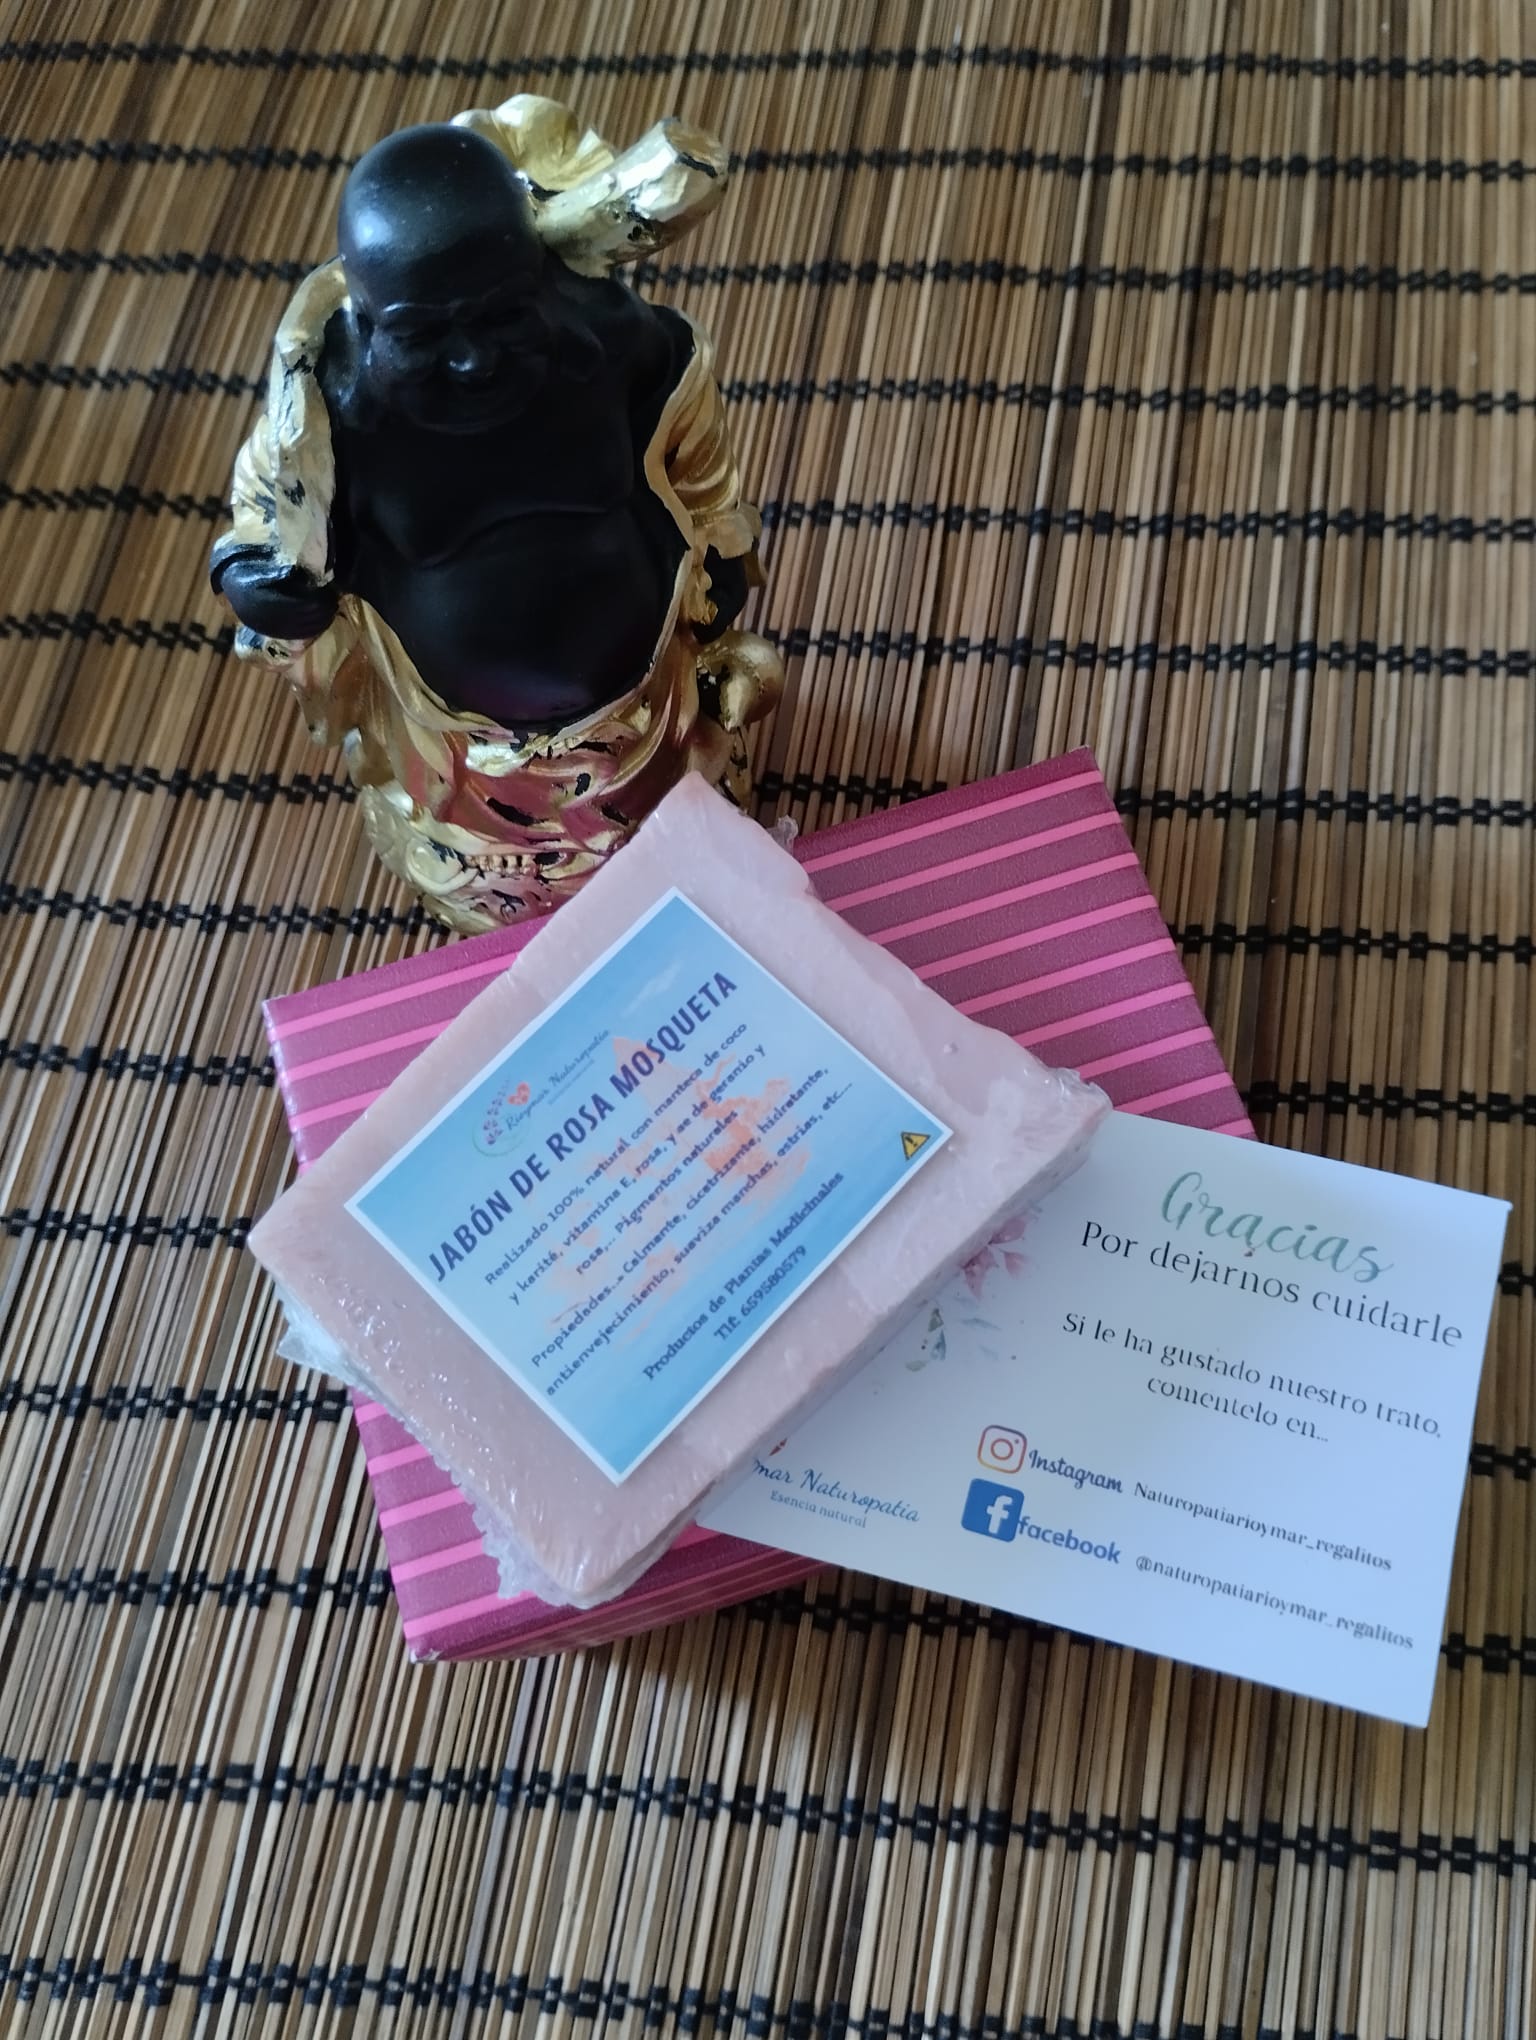 Rioymar Naturopatía
JABÓN DE ROSA MOSQUETA
Realizado 100% natural con manteca de coco
y karité, vitamina E, rosa, y ae de geranio y
rosa,... Pigmentos naturales
Propiedades..» Calmante, cicatrizante, hidratante,
antienvejecimiento, suaviza manchas, estrías, etc...
Productos de Plantas Medicinales
Tlf: 659580579
Gracias
Por dejarnos cuidarle
Si le ha gustado nuestro trato,
comentelo en...
Instagram Naturopatiarioymar_regalitos
facebook @naturopatiarioymar_regalitos
mar Naturopatia
Esencia natural